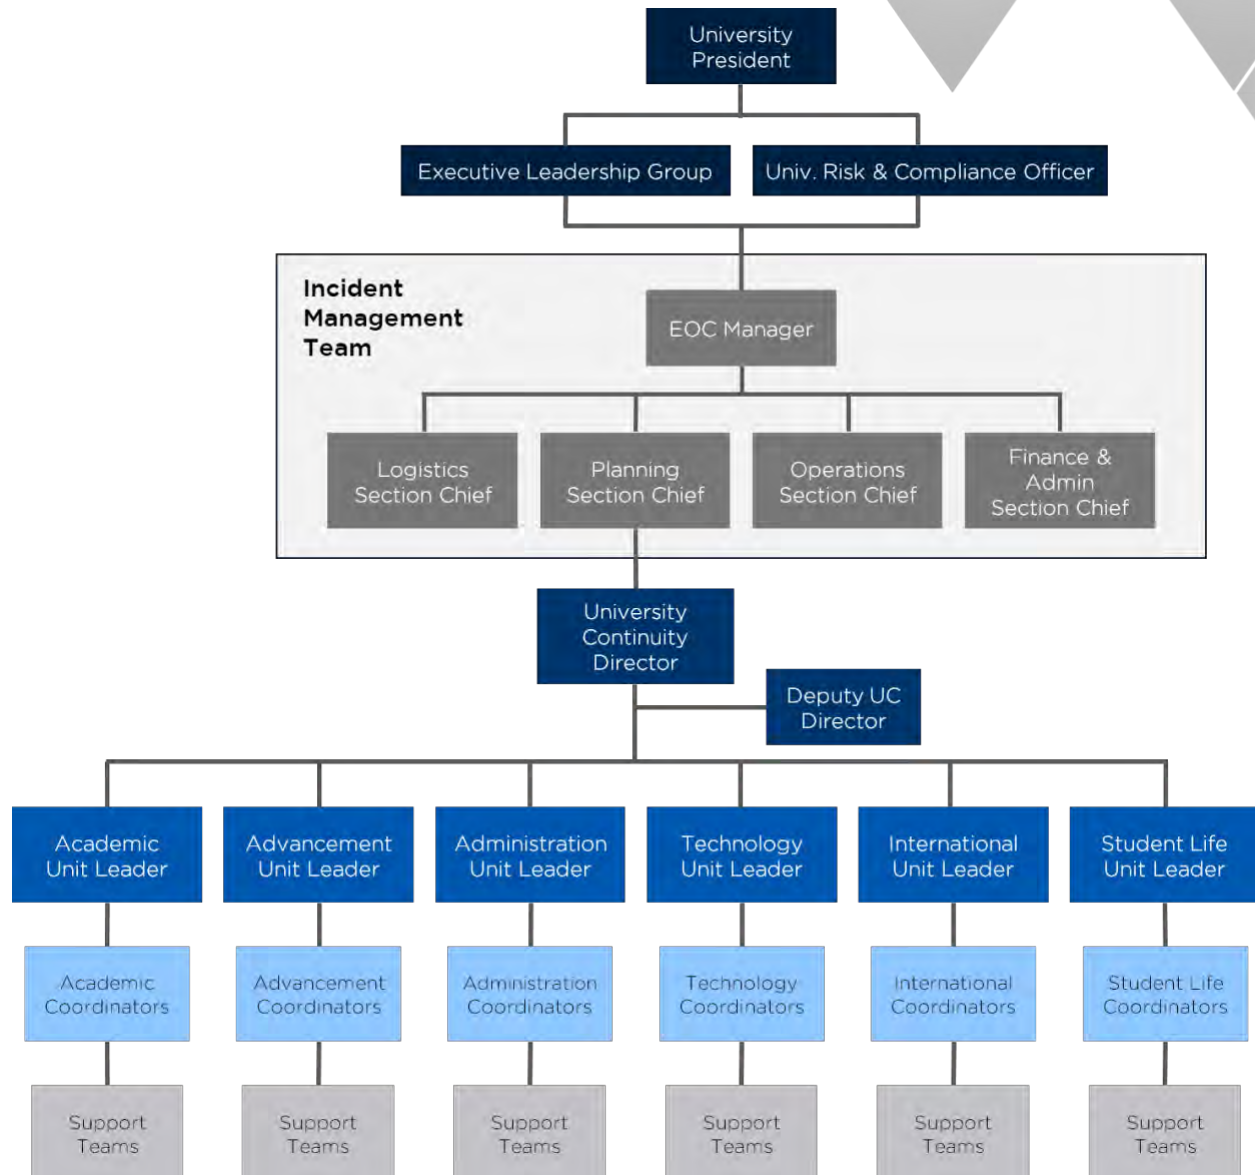 University
President
Executive Leadership Group
Univ. Risk & Compliance Officer
Incident
Management
Team
EOC Manager
Logistics
Section Chief
Planning
Section Chief
Operations
Section Chief
Finance &
Admin
Section Chief
University
Continuity
Director
Deputy UC
Director
Academic
Unit Leader
Advancement
Unit Leader
Administration
Unit Leader
Technology
Unit Leader
International
Unit Leader
Student Life
Unit Leader
Academic
Coordinators
Advancement
Coordinators
Administration
Coordinators
Technology
Coordinators
International
Coordinators
Student Life
Coordinators
Support
Teams
Support
Teams
Support
Teams
Support
Teams
Support
Teams
Support
Teams